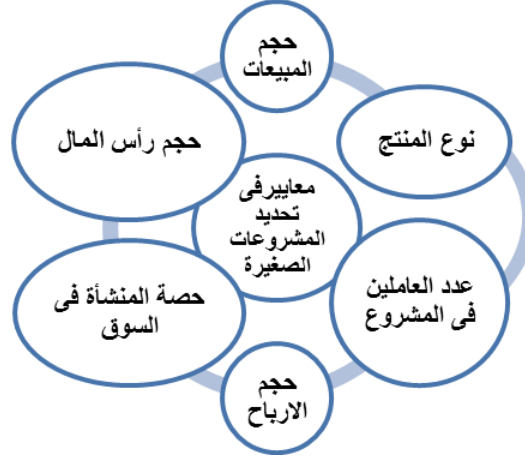 حجم
المبيعات
نوع المنتج
حجم رأس المال
معاييرفى
تحديد
المشروعات
الصغيرة
عدد العاملين
فى المشروع
حصة المنشأة فى
السوق
حجم
الارباح